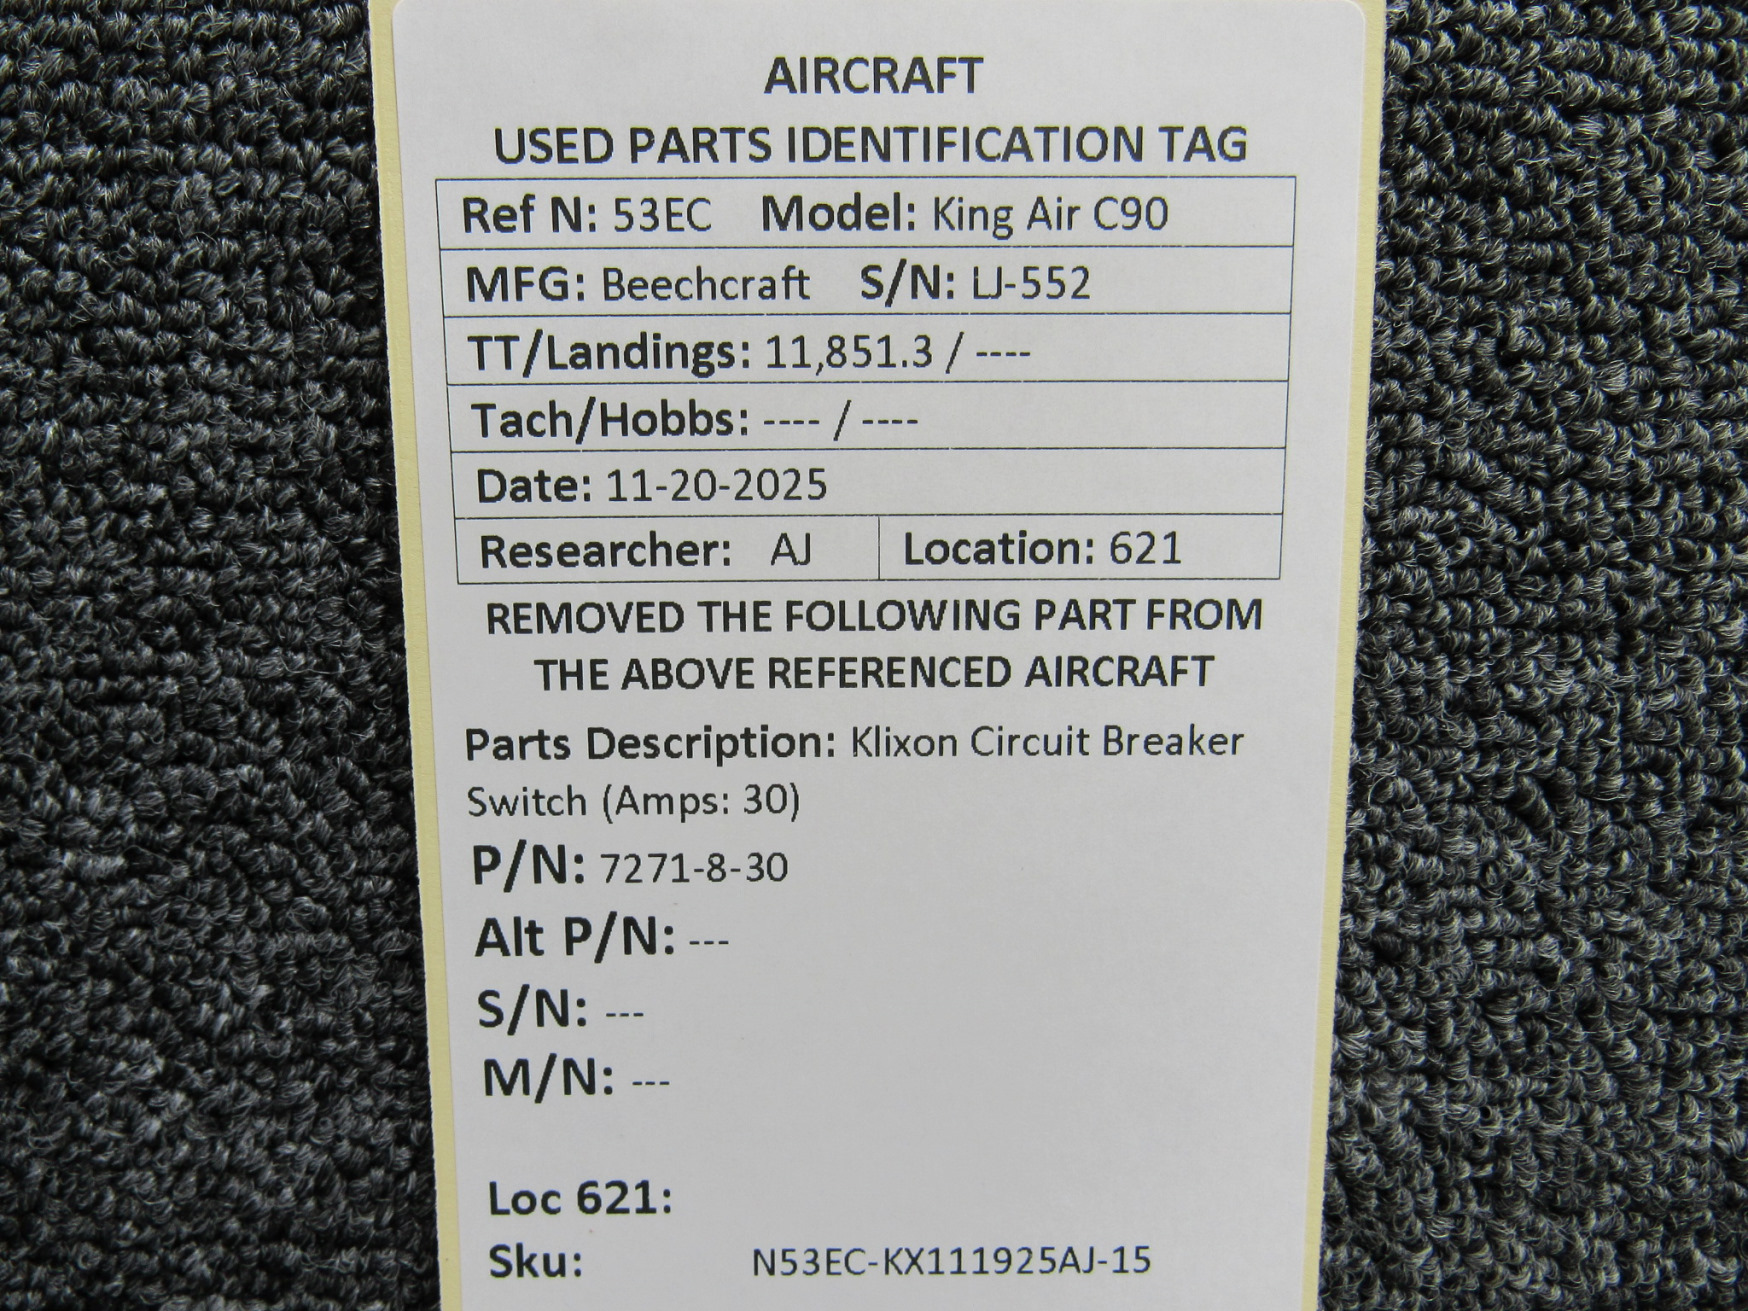 AIRCRAFT
USED PARTS IDENTIFICATION TAG
Ref N: 53EC Model: King Air C90
MFG: Beechcraft S/N: LJ-552
TT/Landings: 11,851.3 / ----
Tach/Hobbs: ---- / ----
Date: 11-20-2025
Researcher: AJ Location: 621
REMOVED THE FOLLOWING PART FROM
THE ABOVE REFERENCED AIRCRAFT
Parts Description: Klixon Circuit Breaker
Switch (Amps: 30)
P/N: 7271-8-30
Alt P/N: ---
S/N: ---
M/N: ---
Loc 621:
Sku: N53EC-KX111925AJ-15